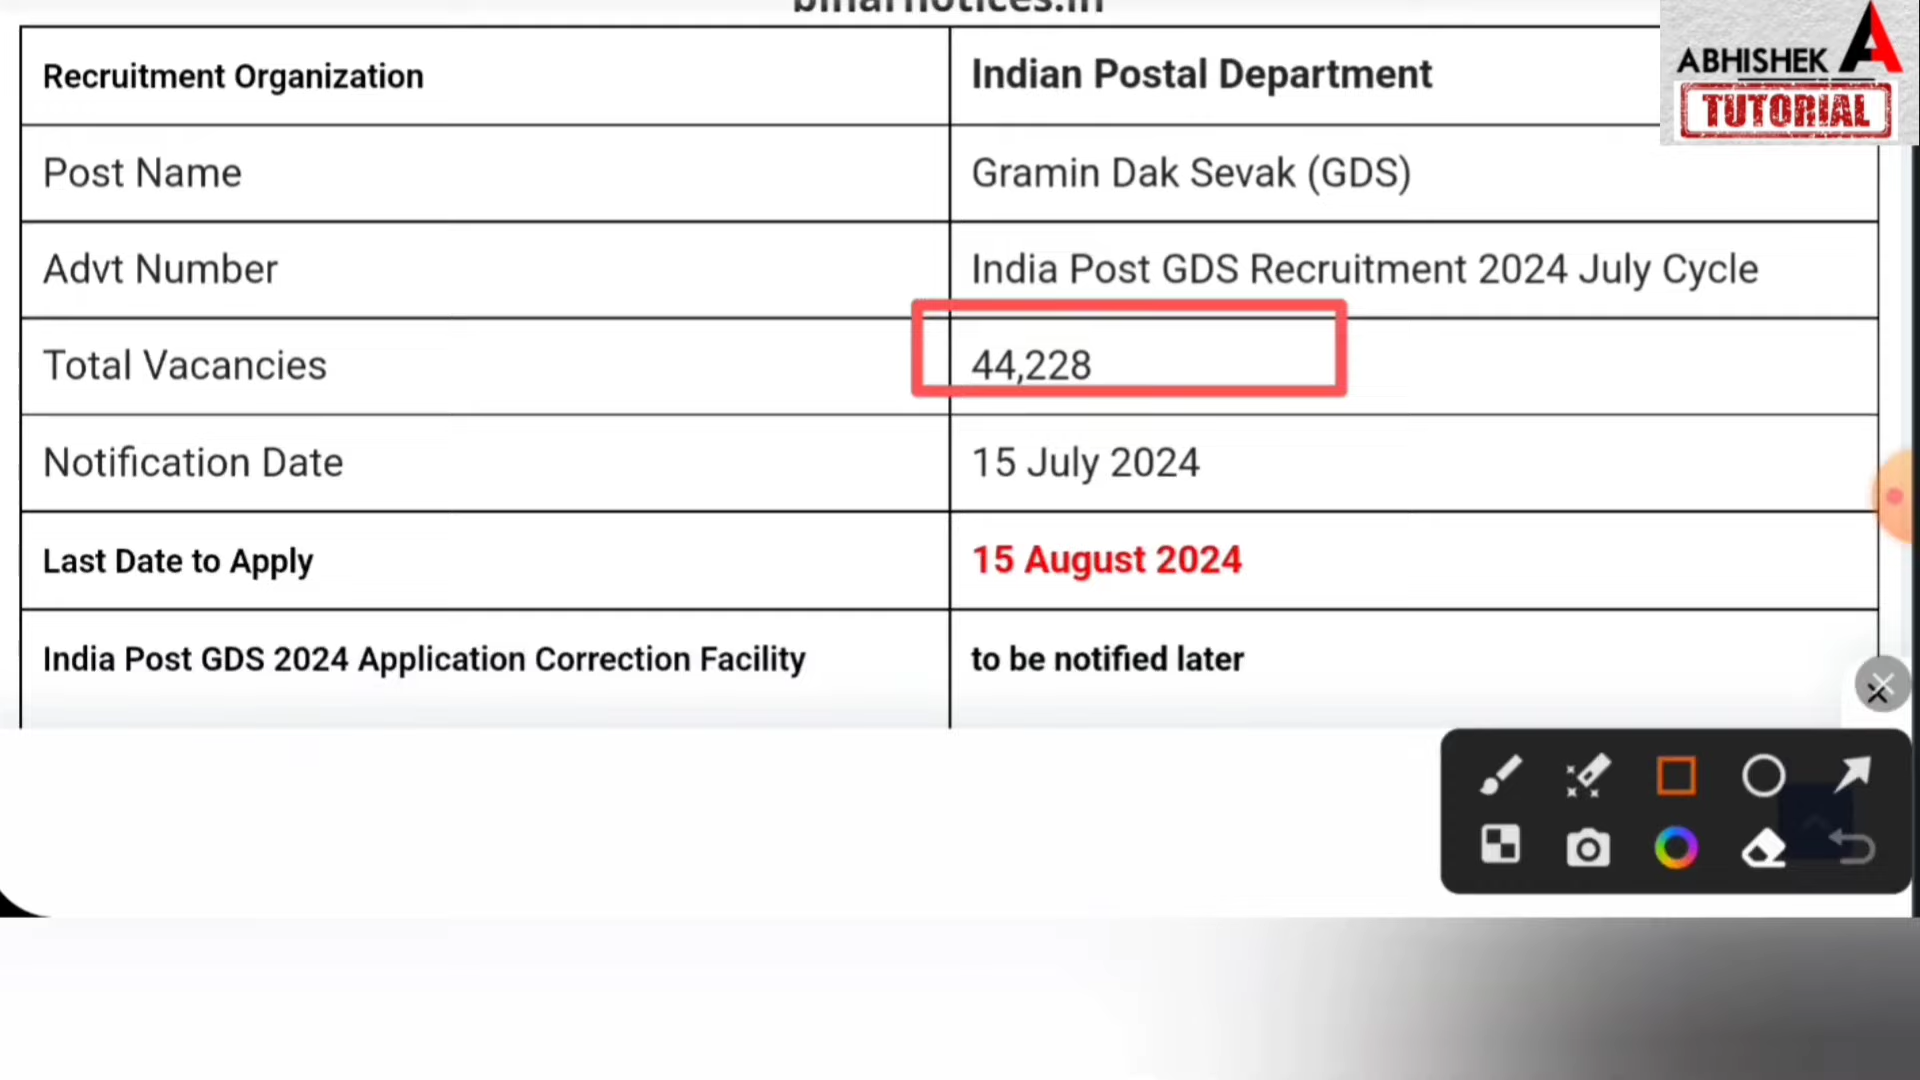 biharnotices.in
Recruitment Organization
Indian Postal Department
ABHISHEK A
TUTORIAL
Post Name
Gramin Dak Sevak (GDS)
Advt Number
India Post GDS Recruitment 2024 July Cycle
Total Vacancies
44,228
Notification Date
15 July 2024
Last Date to Apply
15 August 2024
India Post GDS 2024 Application Correction Facility
to be notified later